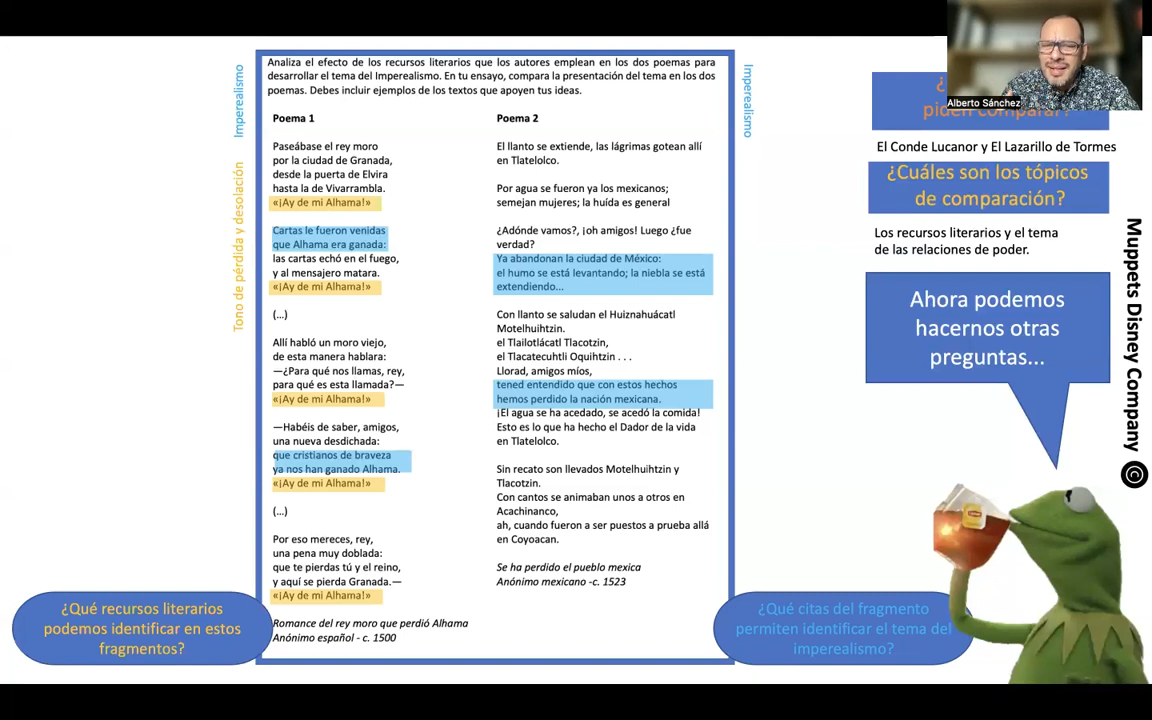 Analiza el efecto de los recursos literarios que los autores emplean en los dos poemas para
desarrollar el tema del Imperealismo. En tu ensayo, compara la presentación del tema en los dos
poemas. Debes incluir ejemplos de los textos que apoyen tus ideas.
Imperealismo
Tono de pérdida y desolación
Poema 1
Paseábase el rey moro
por la ciudad de Granada,
desde la puerta de Elvira
hasta la de Vivarrambla.
«¡Ay de mi Alhama!»
Cartas le fueron venidas
que Alhama era ganada:
las cartas echó en el fuego,
y al mensajero matara.
«¡Ay de mi Alhama!»
(...)
Allí habló un moro viejo,
de esta manera hablara:
—¿Para qué nos llamas, rey,
para qué es esta llamada?—
«¡Ay de mi Alhama!»
—Habéis de saber, amigos,
una nueva desdichada:
que cristianos de braveza
ya nos han ganado Alhama.
«¡Ay de mi Alhama!»
(...)
Por eso mereces, rey,
una pena muy doblada:
que te pierdas tú y el reino,
y aquí se pierda Granada.—
«¡Ay de mi Alhama!»
Romance del rey moro que perdió Alhama
Anónimo español - c. 1500
Poema 2
El llanto se extiende, las lágrimas gotean allí
en Tlatelolco.
Por agua se fueron ya los mexicanos;
semejan mujeres; la huída es general
¿Adónde vamos?, ¡oh amigos! Luego ¿fue
verdad?
Ya abandonan la ciudad de México:
el humo se está levantando; la niebla se está
extendiendo...
Con llanto se saludan el Huiznahuácatl
Motelhuihtzin.
el Tlailotlácatl Tlacotzin,
el Tlacatecuhtli Oquihtzin . . .
Llorad, amigos míos,
tened entendido que con estos hechos
hemos perdido la nación mexicana.
¡El agua se ha acedado, se acedó la comida!
Esto es lo que ha hecho el Dador de la vida
en Tlatelolco.
Sin recato son llevados Motelhuihtzin y
Tlacotzin.
Con cantos se animaban unos a otros en
Acachinanco,
ah, cuando fueron a ser puestos a prueba allá
en Coyoacan.
Se ha perdido el pueblo mexica
Anónimo mexicano -c. 1523
Imperealismo
¿Qué recursos literarios
podemos identificar en estos
fragmentos?
¿Qué citas del fragmento
permiten identificar el tema del
imperealismo?
Alberto Sánchez
¿
piden comparar?
El Conde Lucanor y El Lazarillo de Tormes
¿Cuáles son los tópicos
de comparación?
Los recursos literarios y el tema
de las relaciones de poder.
Ahora podemos
hacernos otras
preguntas...
Muppets Disney Company ©